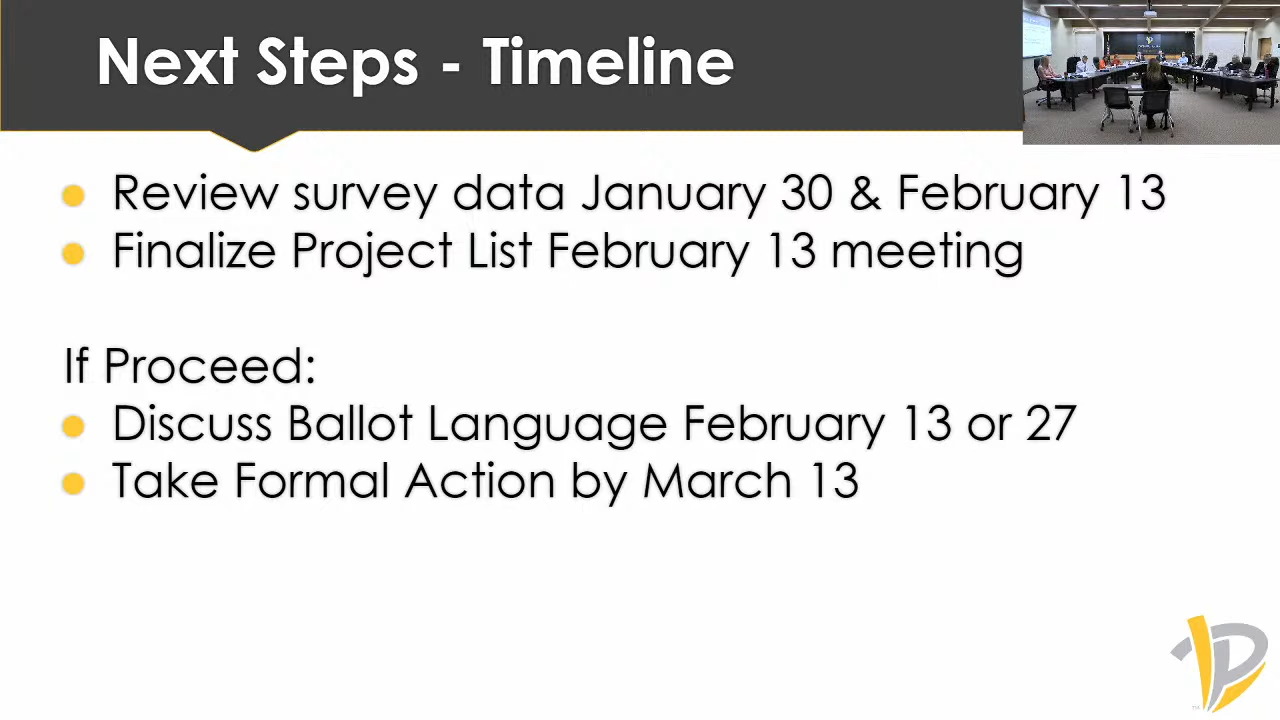 Next Steps - Timeline
Review survey data January 30 & February 13
Finalize Project List February 13 meeting
If Proceed:
Discuss Ballot Language February 13 or 27
Take Formal Action by March 13